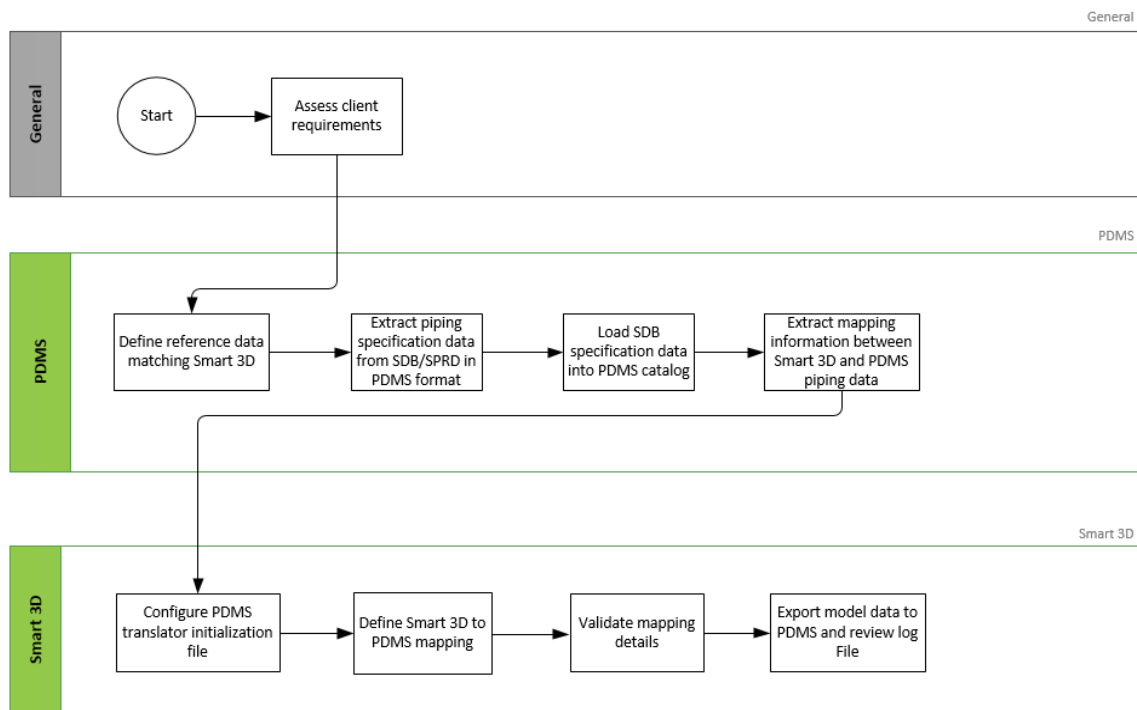 General
General
Start
Assess client
requirements
PDMS
PDMS
Define reference data
matching Smart 3D
Extract piping
specification data
from SDB/SPRD in
PDMS format
Load SDB
specification data
into PDMS catalog
Extract mapping
information between
Smart 3D and PDMS
piping data
Smart 3D
Smart 3D
Configure PDMS
translator initialization
file
Define Smart 3D to
PDMS mapping
Validate mapping
details
Export model data to
PDMS and review log
File